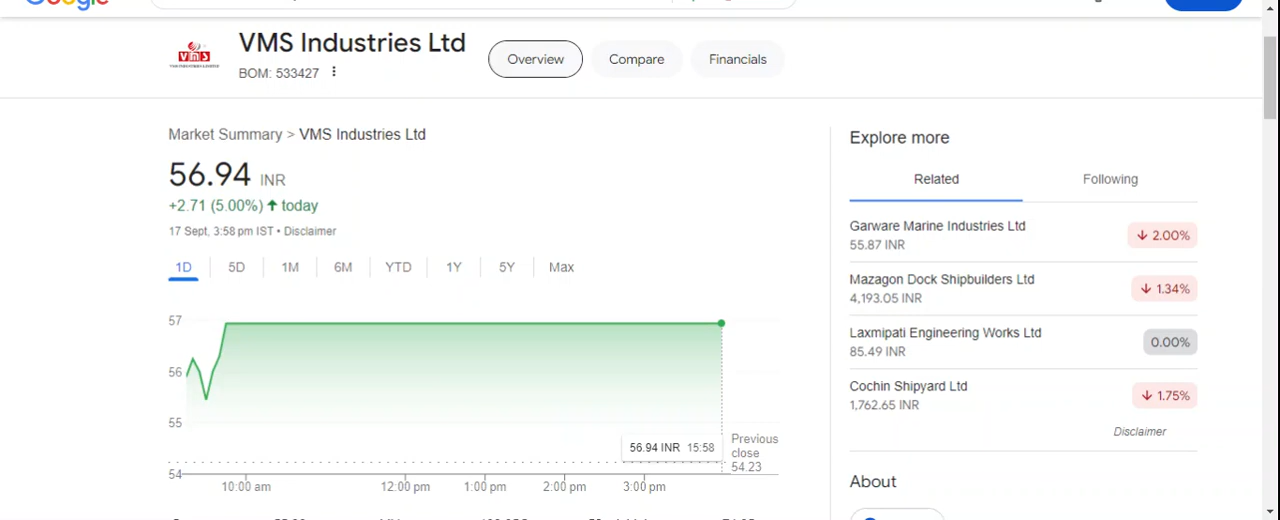 Google
VMS Industries Ltd
BOM: 533427
Overview
Compare
Financials
VMS
Market Summary > VMS Industries Ltd
56.94 INR
+2.71 (5.00%) ↑ today
17 Sept, 3:58 pm IST • Disclaimer
1D 5D 1M 6M YTD 1Y 5Y Max
57
56
55
54
56.94 INR 15:58
Previous
close
54.23
10:00 am 12:00 pm 1:00 pm 2:00 pm 3:00 pm
Explore more
Related Following
Garware Marine Industries Ltd
55.87 INR
↓ 2.00%
Mazagon Dock Shipbuilders Ltd
4,193.05 INR
↓ 1.34%
Laxmipati Engineering Works Ltd
85.49 INR
0.00%
Cochin Shipyard Ltd
1,762.65 INR
↓ 1.75%
Disclaimer
About